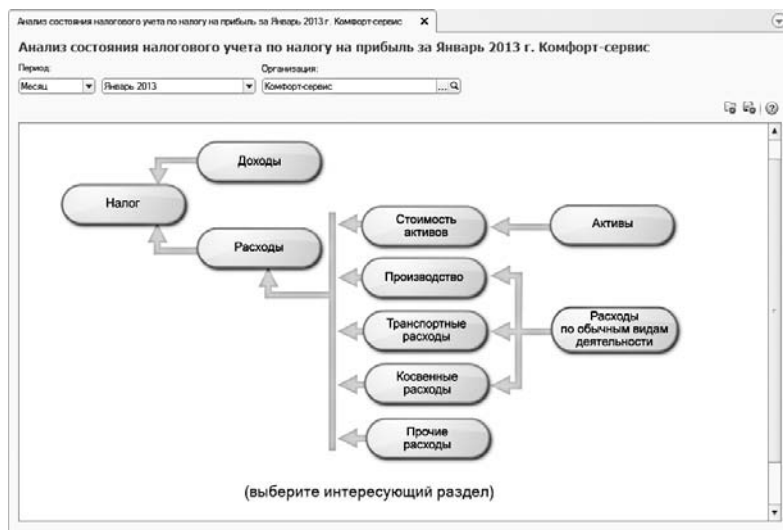 Анализ состояния налогового учета по налогу на прибыль за Январь 2013 г. Комфорт-сервис
Анализ состояния налогового учета по налогу на прибыль за Январь 2013 г. Комфорт-сервис
Период:
Организация:
Месяц
Январь 2013
Комфорт-сервис
...
Доходы
Налог
Стоимость
активов
Активы
Расходы
Производство
Транспортные
расходы
Расходы
по обычным видам
деятельности
Косвенные
расходы
Прочие
расходы
(выберите интересующий раздел)